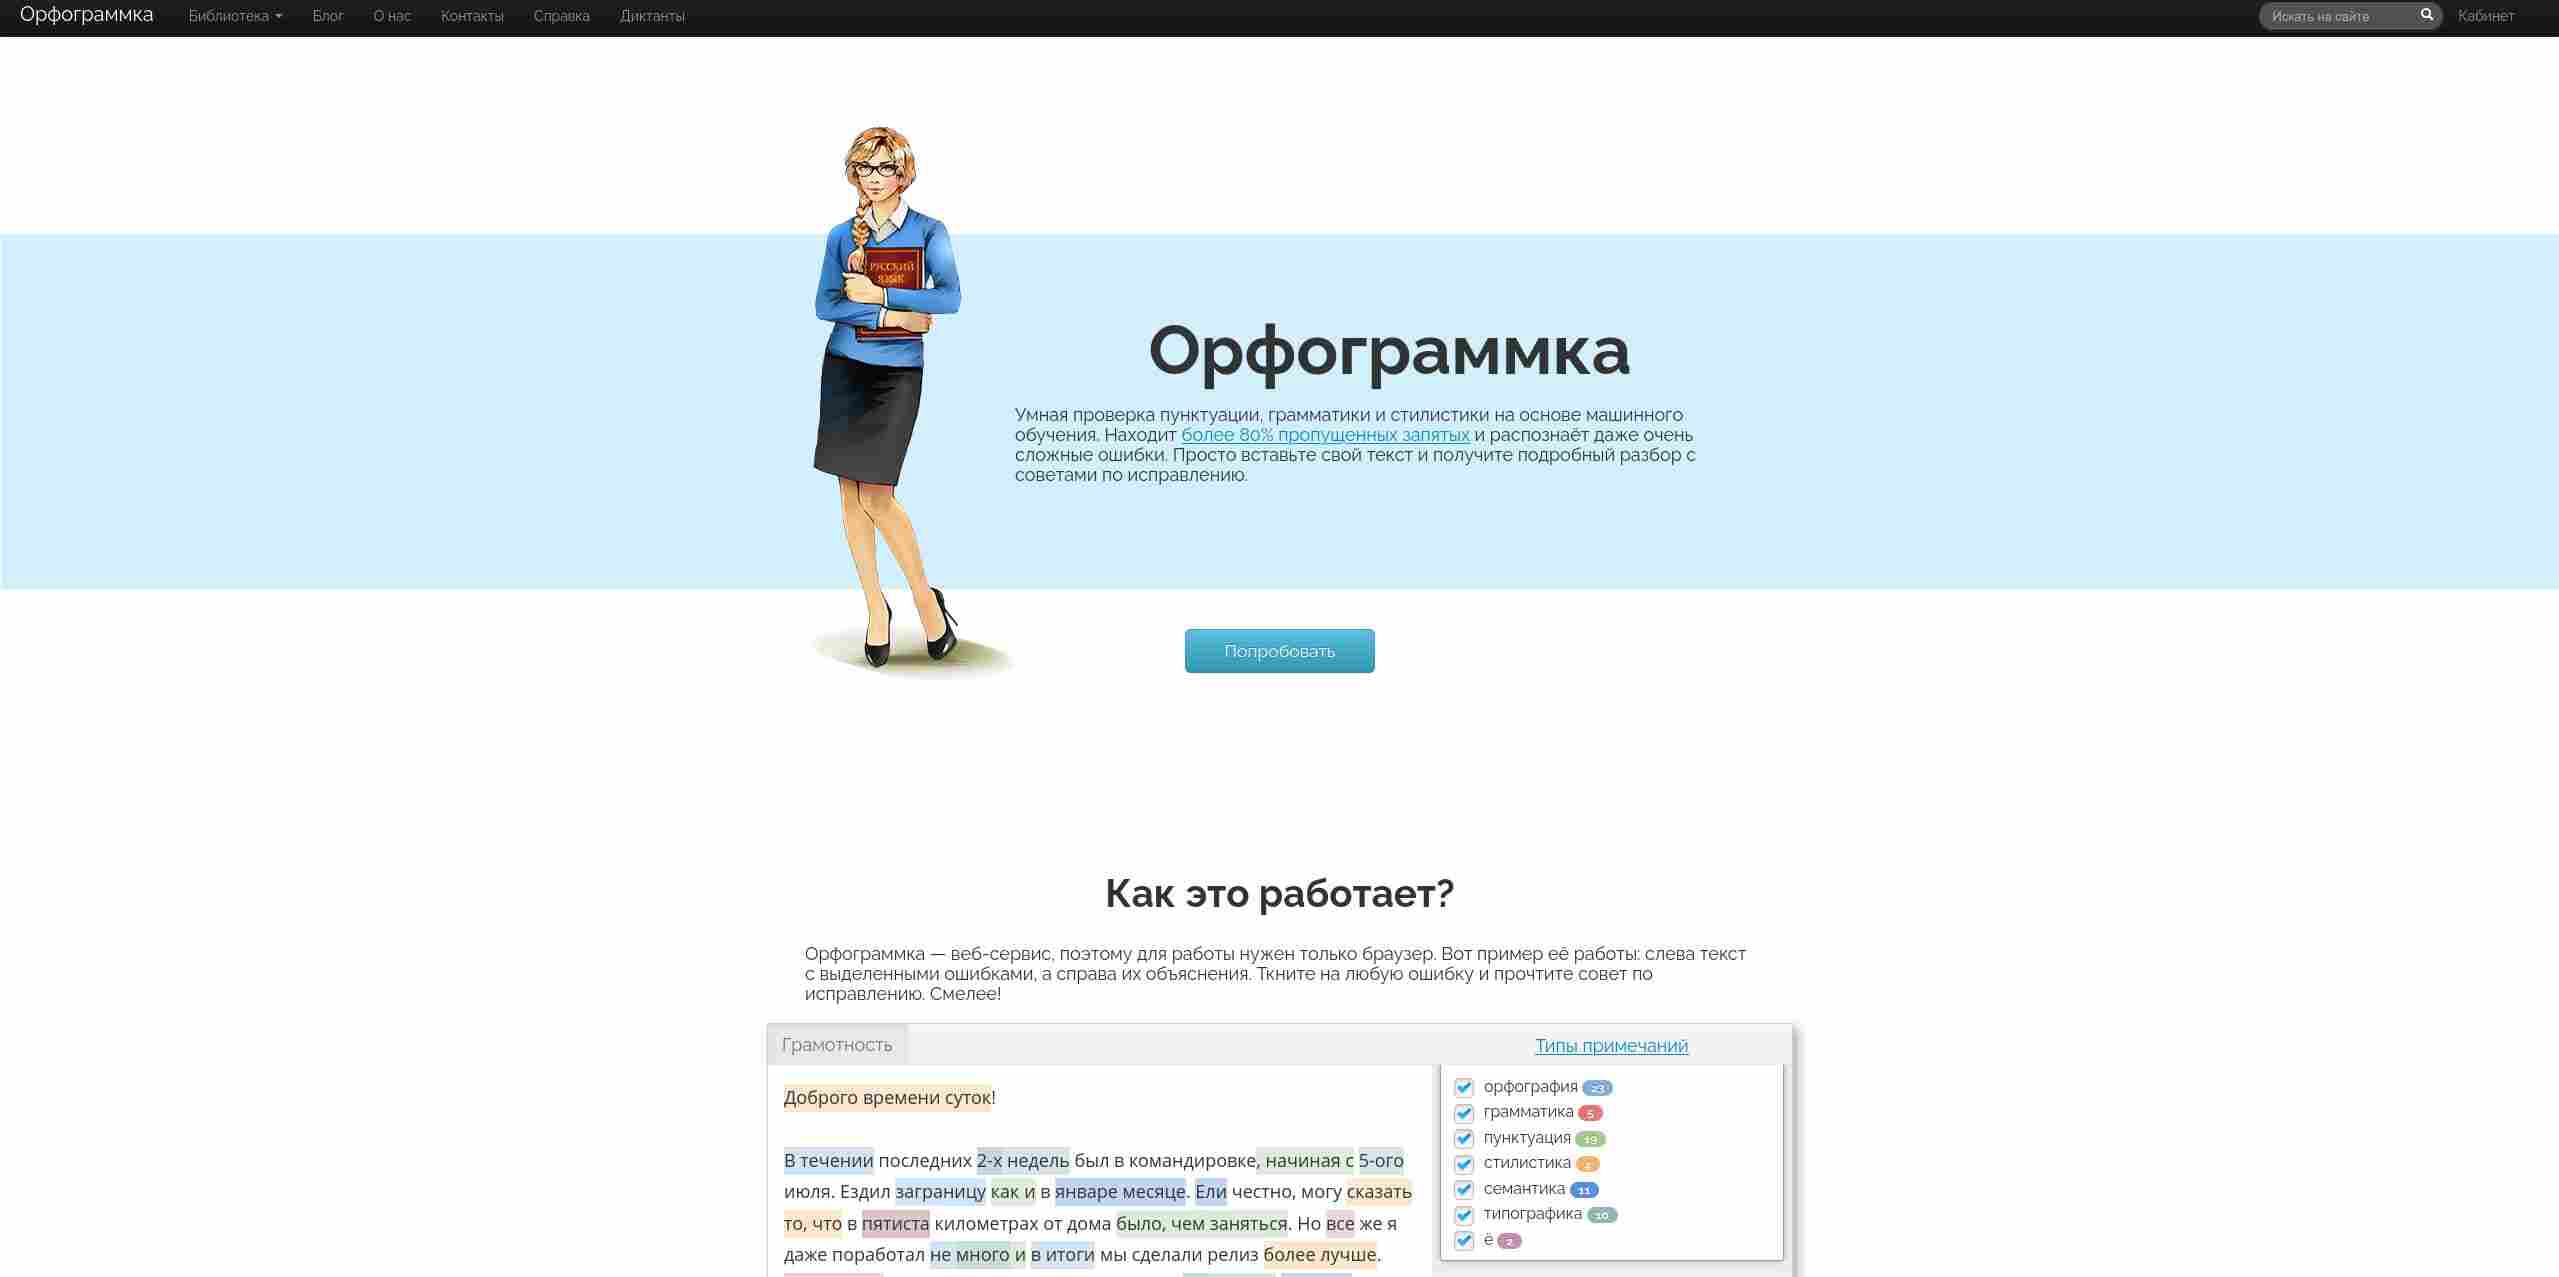 Орфограммка Библиотека Блог О нас Контакты Справка Диктанты Искать на сайте Кабинет
РУССКИЙ
ЯЗЫК
Орфограммка
Умная проверка пунктуации, грамматики и стилистики на основе машинного
обучения. Находит более 80% пропущенных запятых и распознаёт даже очень
сложные ошибки. Просто вставьте свой текст и получите подробный разбор с
советами по исправлению.
Попробовать
Как это работает?
Орфограммка — веб-сервис, поэтому для работы нужен только браузер. Вот пример её работы: слева текст
с выделенными ошибками, а справа их объяснения. Ткните на любую ошибку и прочтите совет по
исправлению. Смелее!
Грамотность
Типы примечаний
Доброго времени суток!
В течении последних 2-х недель был в командировке, начиная с 5-ого
июля. Ездил заграницу как и в январе месяце. Ели честно, могу сказать
то, что в пятиста километрах от дома было, чем заняться. Но все же я
даже поработал не много и в итоги мы сделали релиз более лучше.
орфография 23
грамматика 5
пунктуация 19
стилистика
семантика 11
типографика 10
ё 2